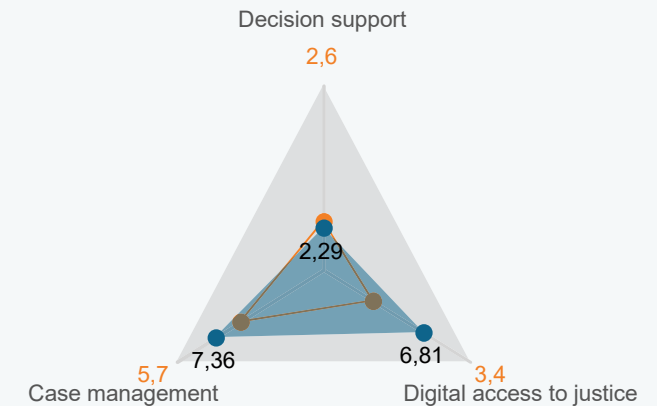 Decision support
2,6
2,29
7,36
6,81
5,7
3,4
Case management
Digital access to justice